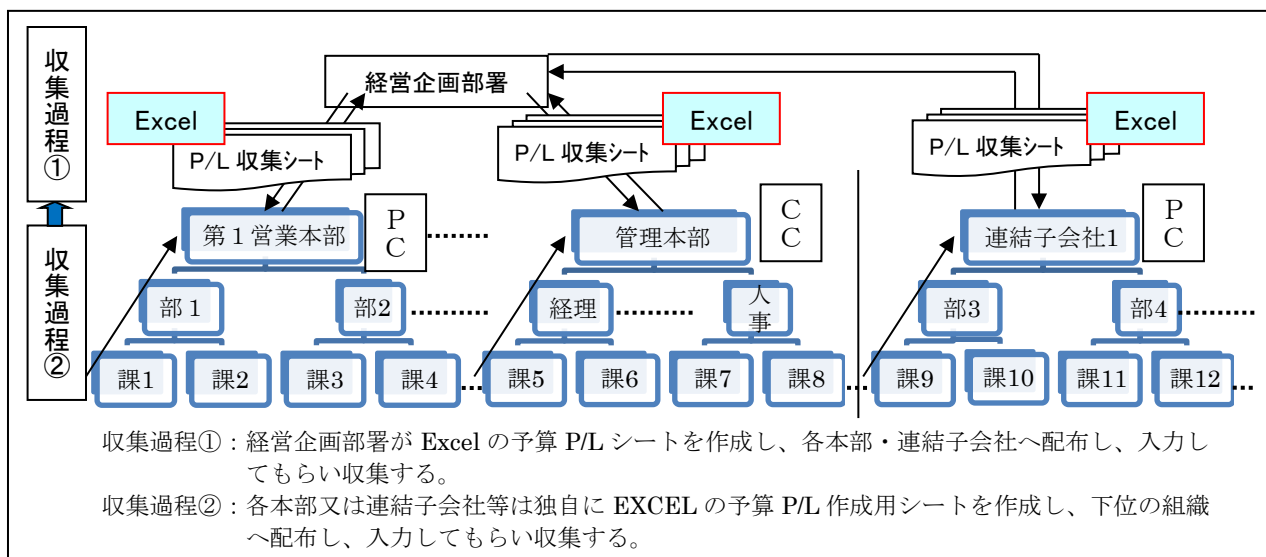 収集過程①
収集過程②
経営企画部署
Excel
Excel
Excel
P/L 収集シート
P/L 収集シート
P/L 収集シート
第1営業本部
PC
………
管理本部
CC
連結子会社1
PC
部1
部2
………
経理
………
人事
部3
部4
………
課1
課2
課3
課4
…
課5
課6
課7
課8
…
課9
課10
課11
課12
…
収集過程①：経営企画部署が Excel の予算 P/L シートを作成し、各本部・連結子会社へ配布し、入力し
てもらい収集する。
収集過程②：各本部又は連結子会社等は独自に EXCEL の予算 P/L 作成用シートを作成し、下位の組織
へ配布し、入力してもらい収集する。